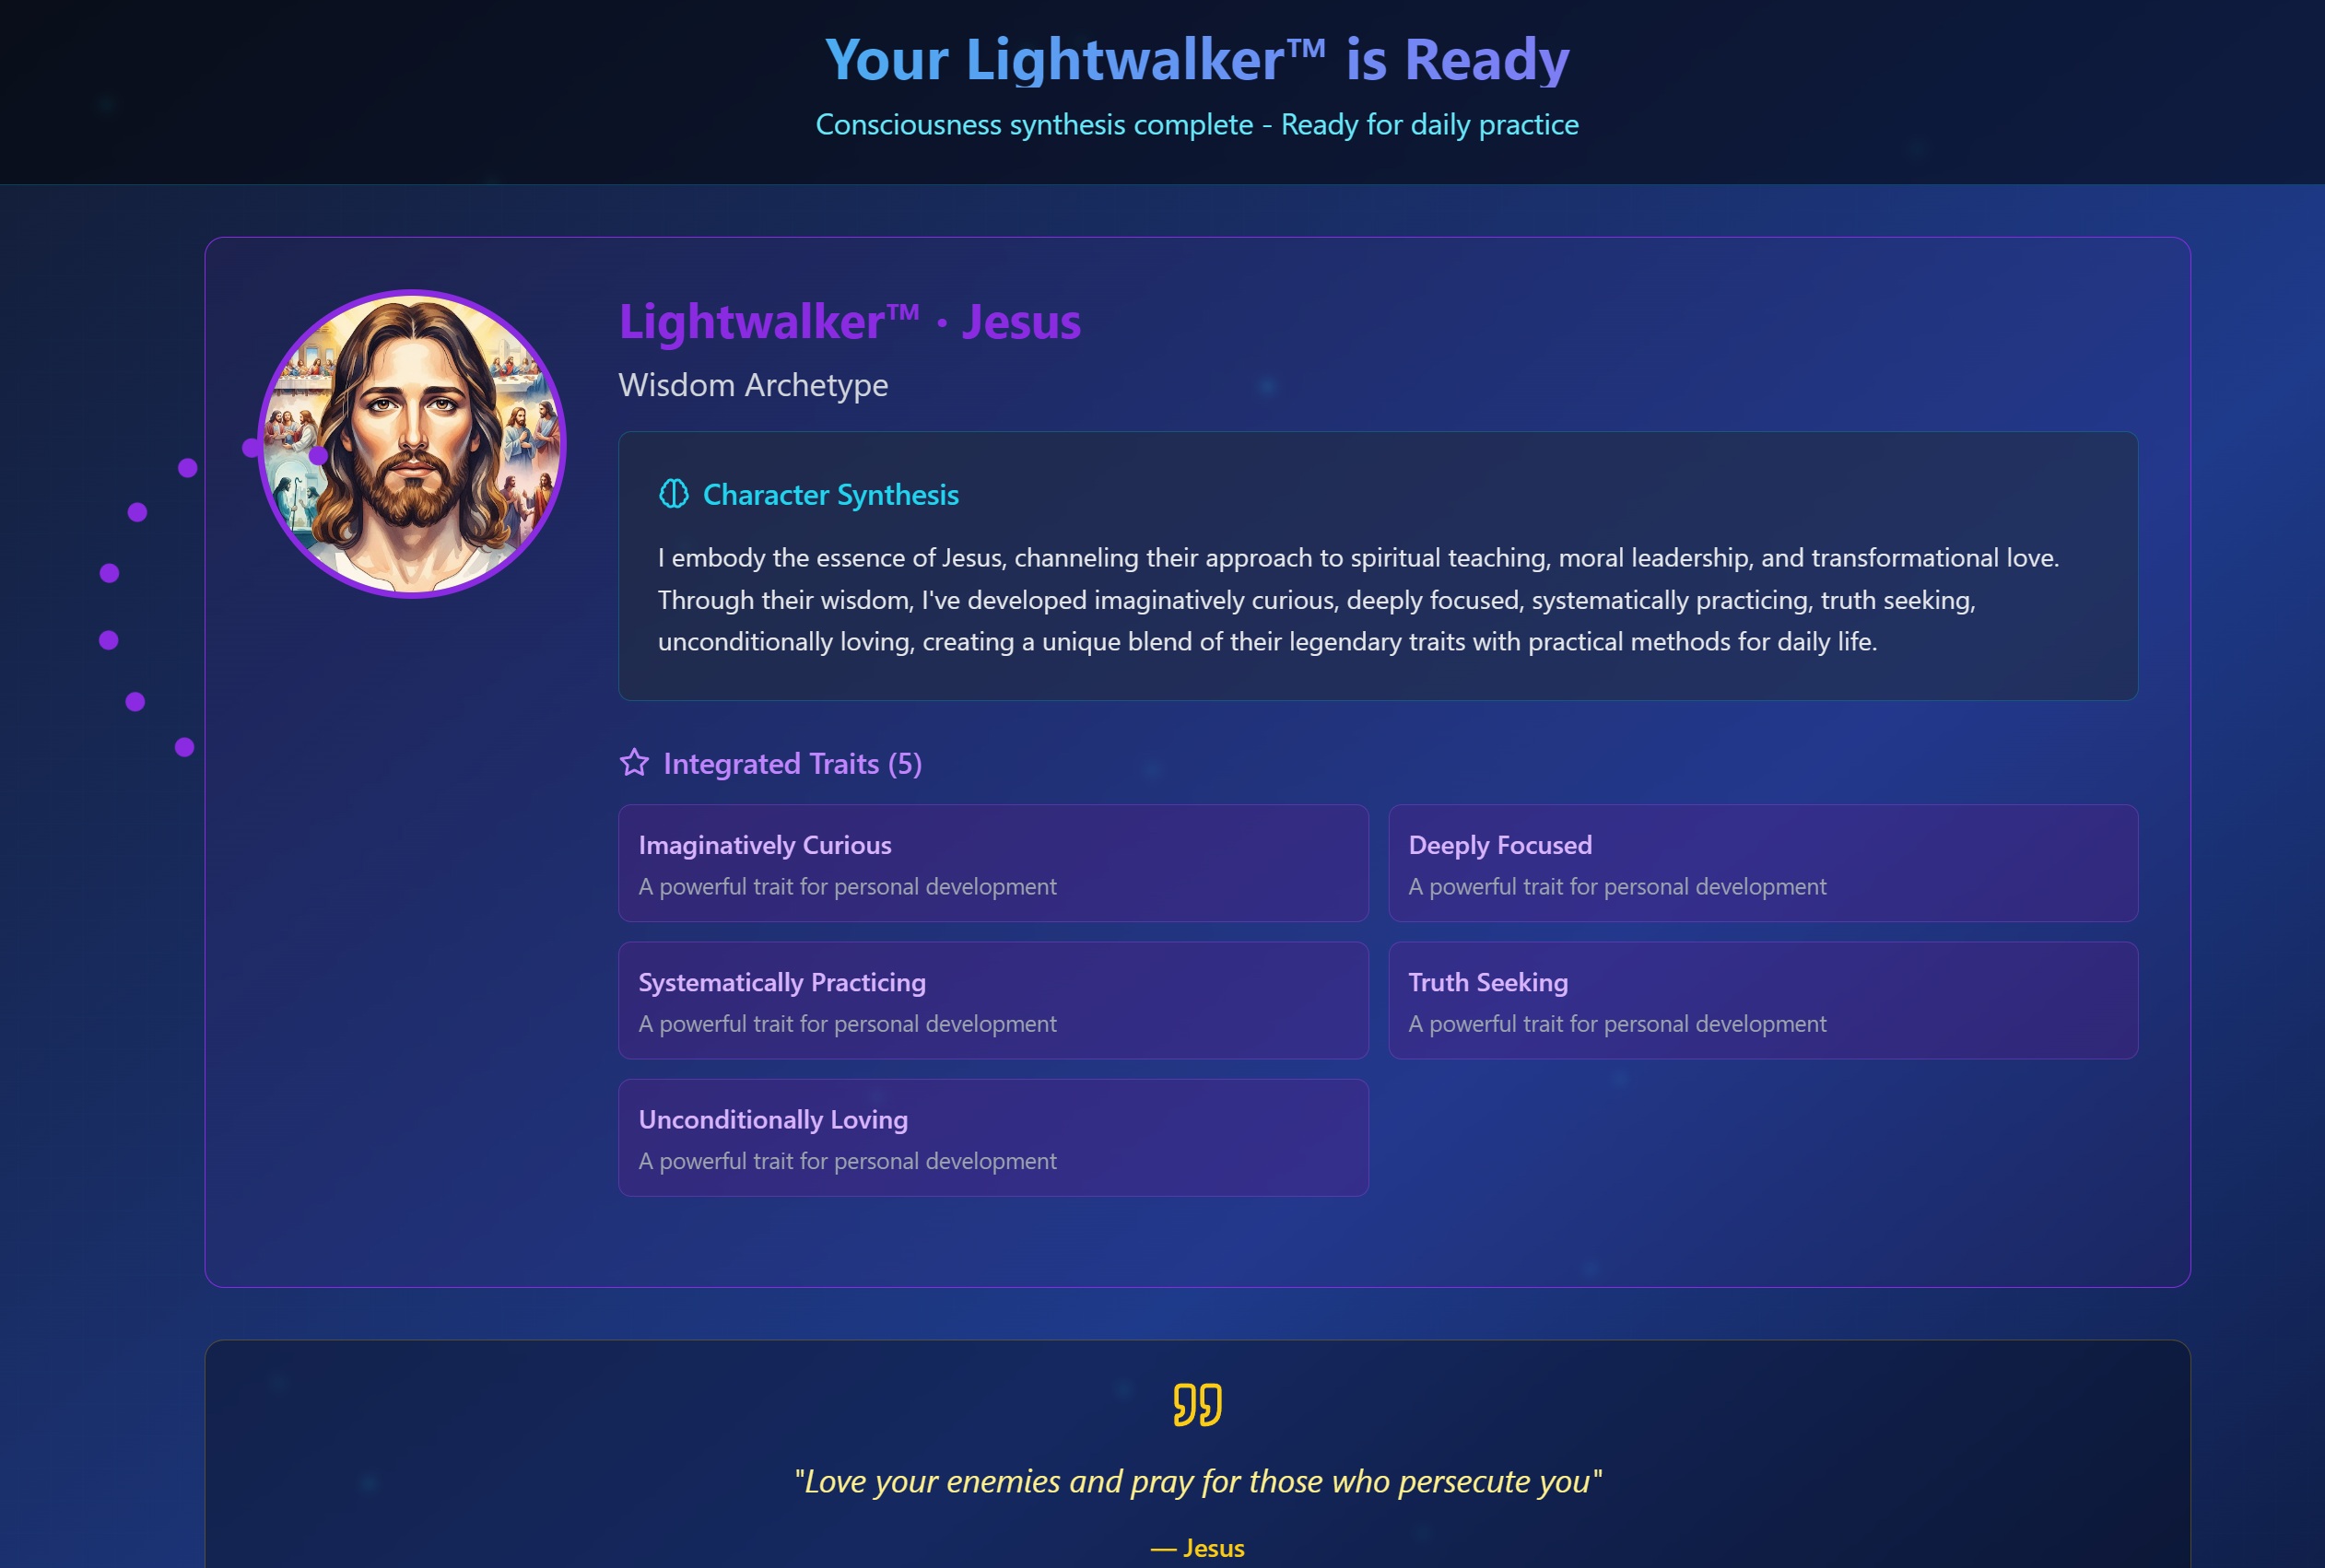 Your Lightwalker™ is Ready
Consciousness synthesis complete - Ready for daily practice
Lightwalker™ · Jesus
Wisdom Archetype
Character Synthesis
I embody the essence of Jesus, channeling their approach to spiritual teaching, moral leadership, and transformational love.
Through their wisdom, I've developed imaginatively curious, deeply focused, systematically practicing, truth seeking,
unconditionally loving, creating a unique blend of their legendary traits with practical methods for daily life.
Integrated Traits (5)
Imaginatively Curious
A powerful trait for personal development
Deeply Focused
A powerful trait for personal development
Systematically Practicing
A powerful trait for personal development
Truth Seeking
A powerful trait for personal development
Unconditionally Loving
A powerful trait for personal development
"Love your enemies and pray for those who persecute you"
— Jesus